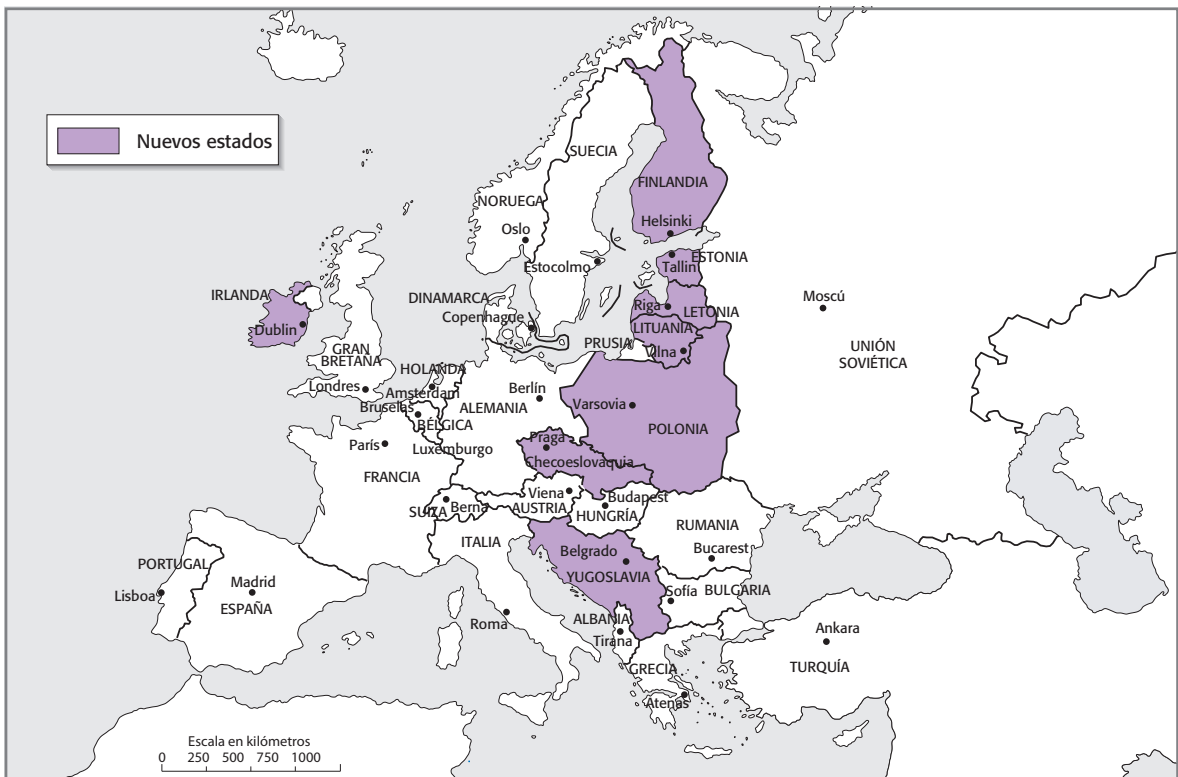 Nuevos estados
SUECIA
FINLANDIA
NORUEGA
Helsinki
Oslo
ESTONIA
Tallin
Estocolmo
IRLANDA
DINAMARCA
Moscú
Riga
LETONIA
Copenhague
Dublin
LITUANIA
PRUSIA
UNIÓN
SOVIÉTICA
GRAN
BRETAÑA
Vilna
HOLANDA
Londres
Amsterdam
Berlín
Bruselas
ALEMANIA
Varsovia
BÉLGICA
POLONIA
París
Luxemburgo
Praga
Checoeslovaquia
FRANCIA
Viena
Budapest
SUIZA
Berna
AUSTRIA
HUNGRÍA
RUMANIA
ITALIA
Belgrado
Bucarest
PORTUGAL
YUGOSLAVIA
Madrid
Sofía
BULGARIA
Lisboa
ESPAÑA
Roma
ALBANIA
Ankara
Tirana
GRECIA
TURQUÍA
Atenas
Escala en kilómetros
0 250 500 750 1000